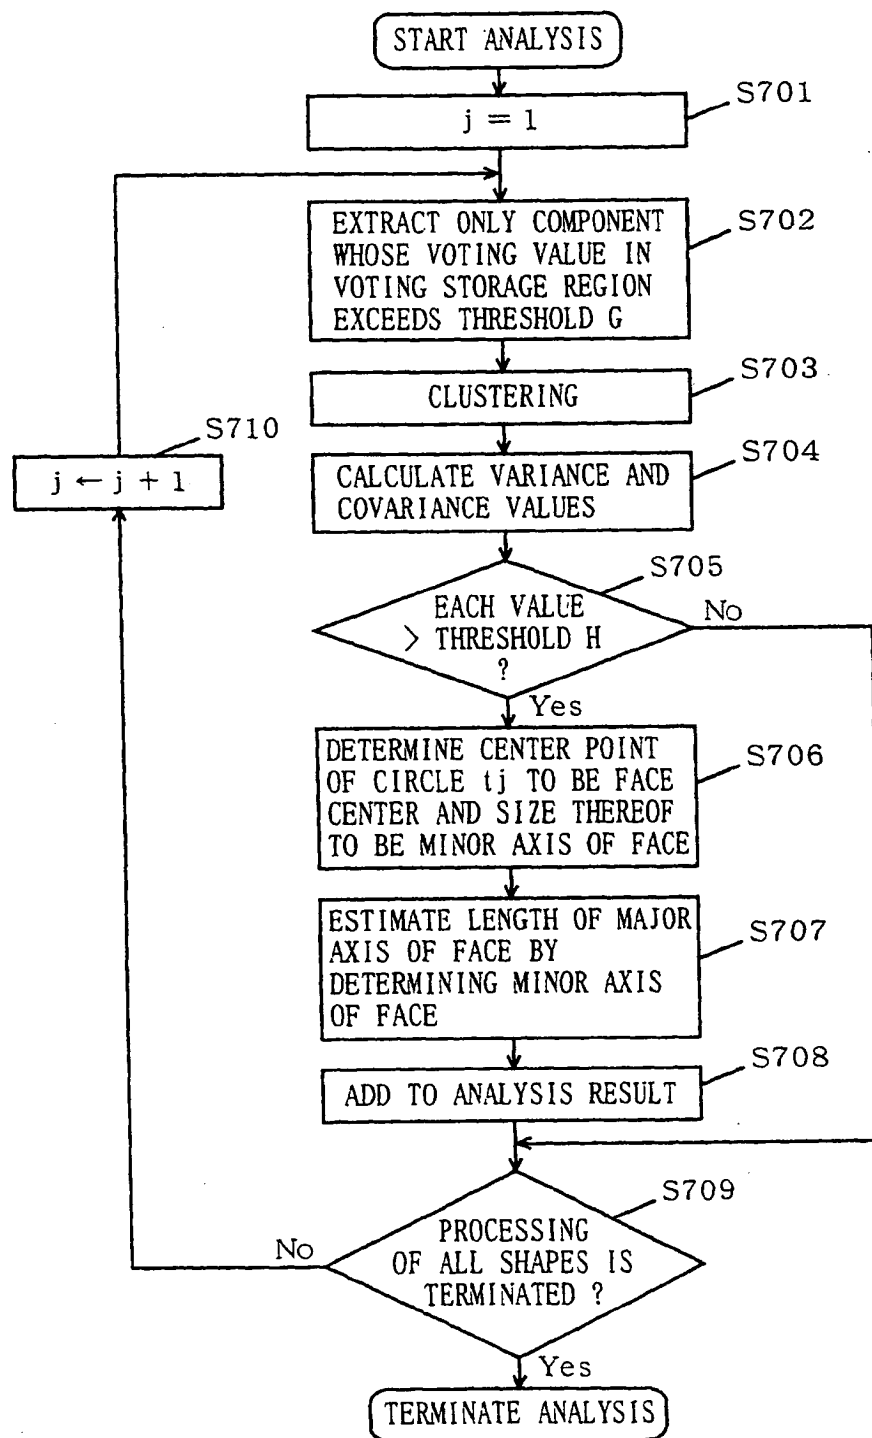 START ANALYSIS
S701
j = 1
S702
EXTRACT ONLY COMPONENT
WHOSE VOTING VALUE IN
VOTING STORAGE REGION
EXCEEDS THRESHOLD G
S703
CLUSTERING
S710
j ← j + 1
S704
CALCULATE VARIANCE AND
COVARIANCE VALUES
S705
EACH VALUE
> THRESHOLD H
?
No
Yes
S706
DETERMINE CENTER POINT
OF CIRCLE tj TO BE FACE
CENTER AND SIZE THEREOF
TO BE MINOR AXIS OF FACE
S707
ESTIMATE LENGTH OF MAJOR
AXIS OF FACE BY
DETERMINING MINOR AXIS
OF FACE
S708
ADD TO ANALYSIS RESULT
S709
PROCESSING
OF ALL SHAPES IS
TERMINATED ?
No
Yes
TERMINATE ANALYSIS